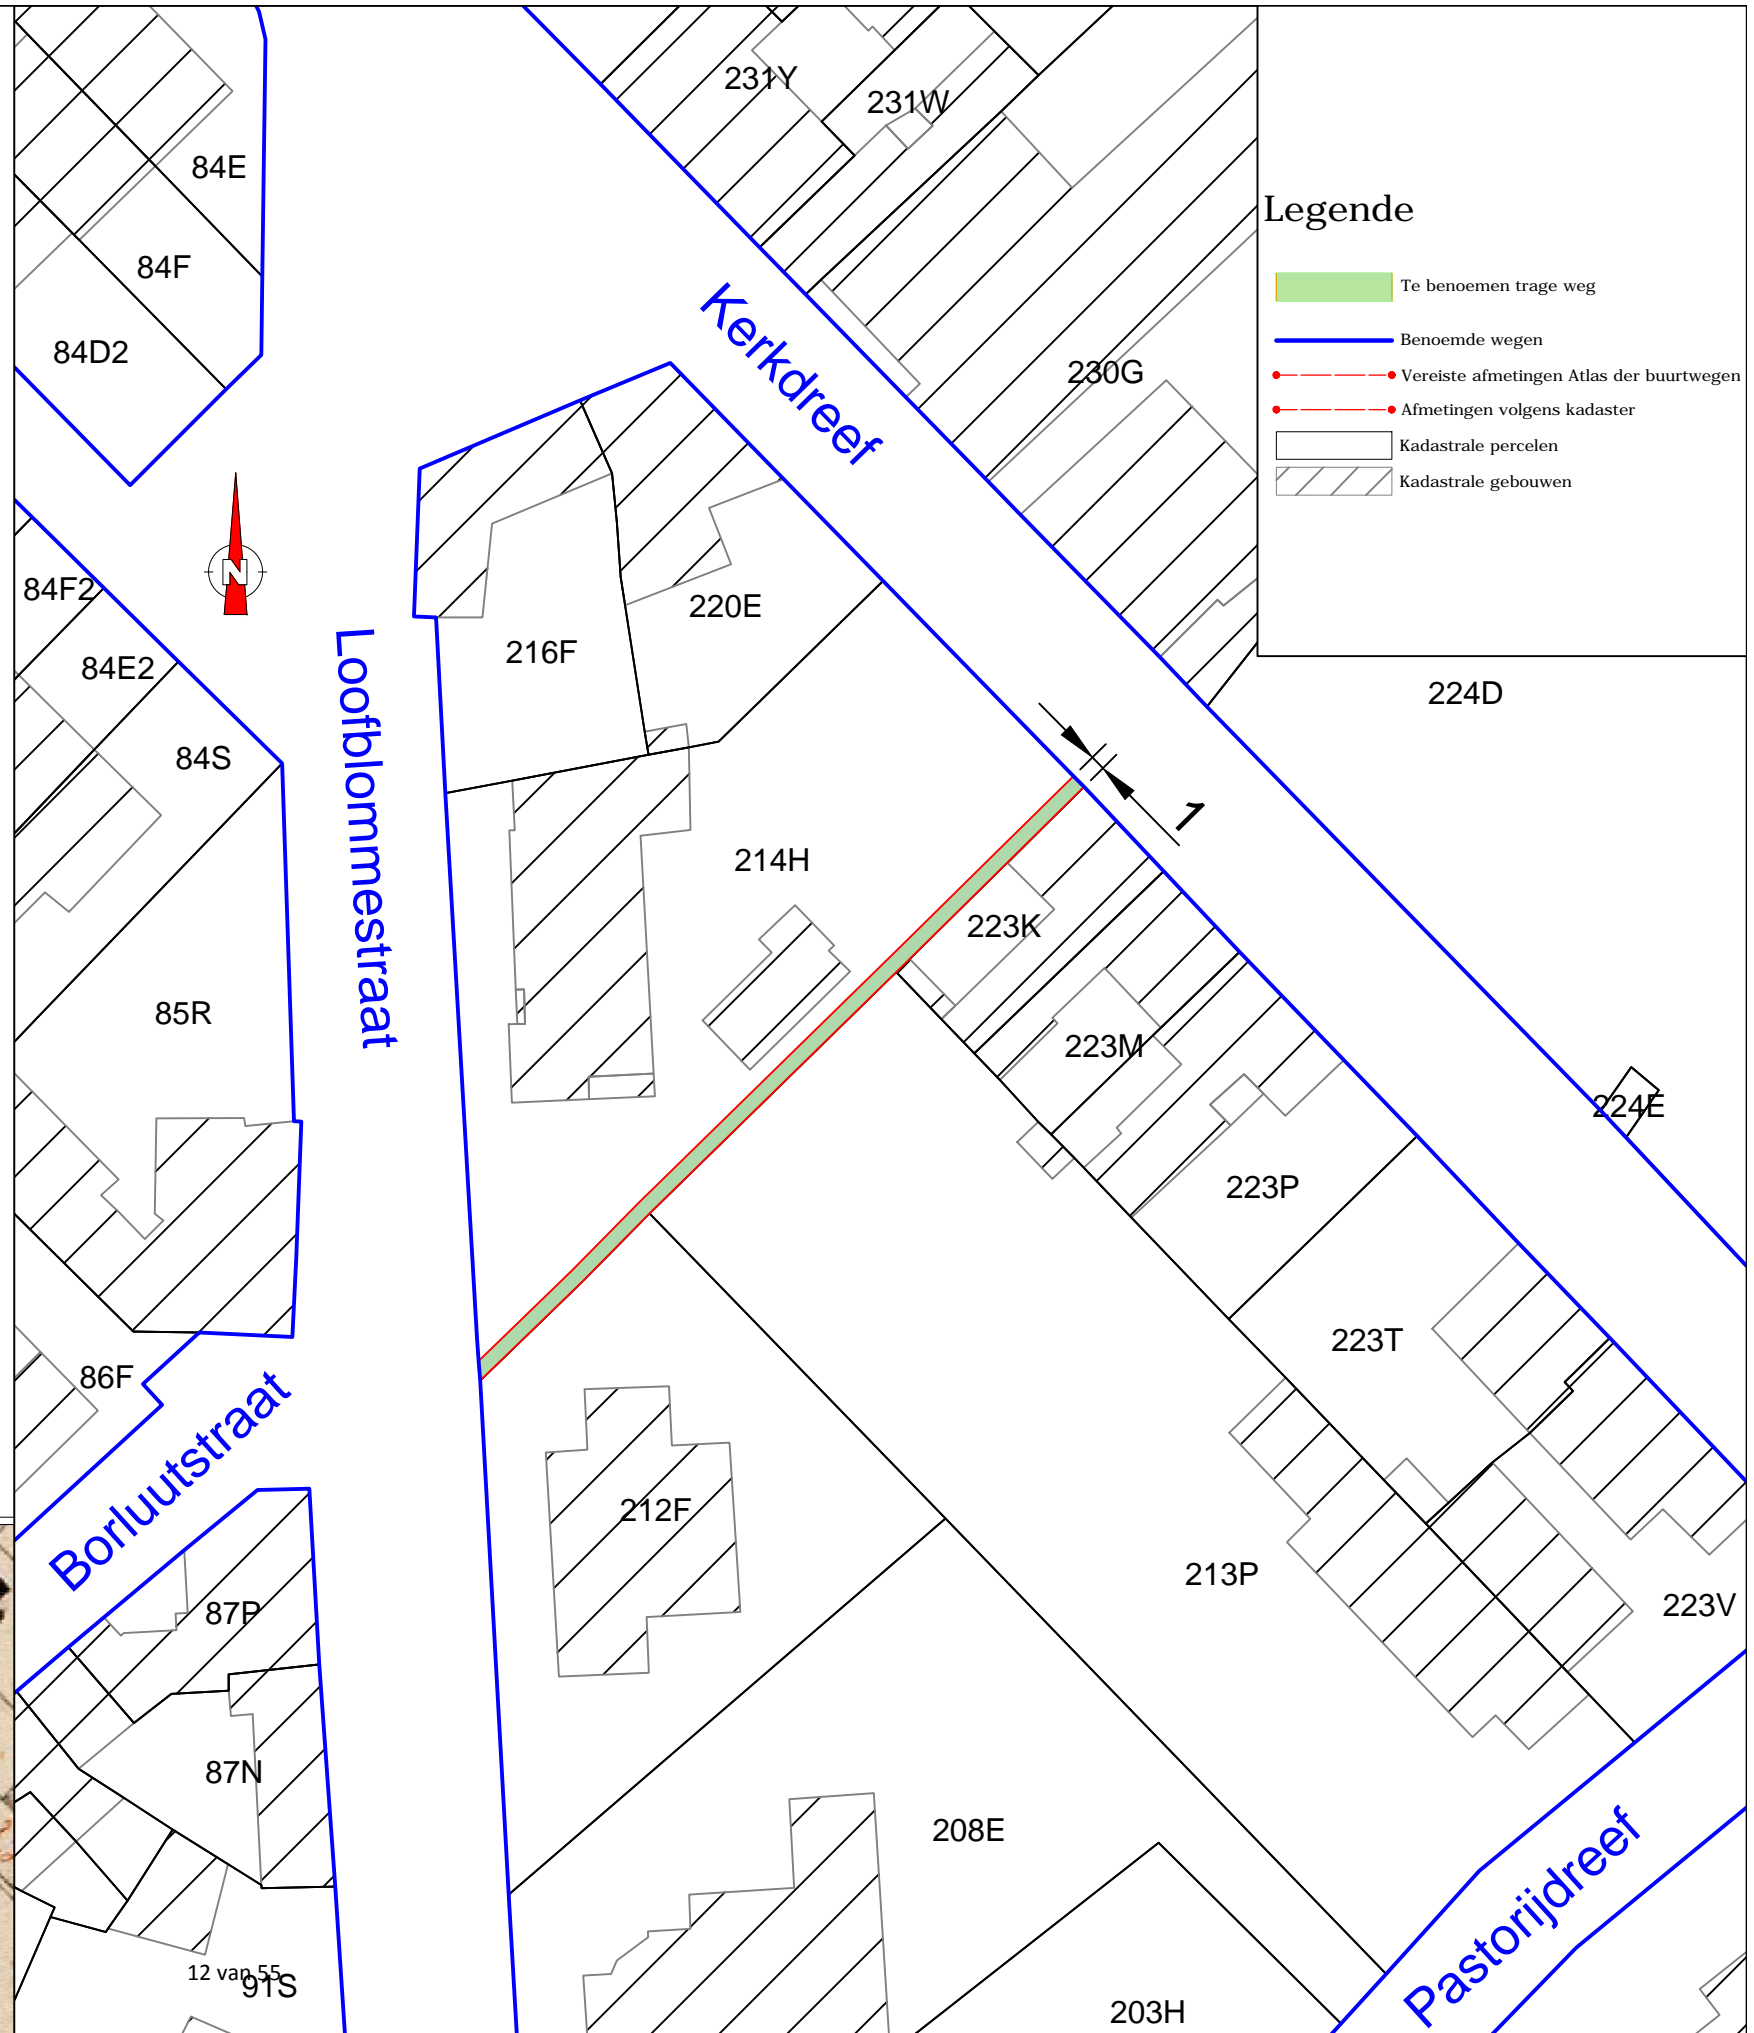 231Y
231W
84E
Legende
84F
Te benoemen trage weg
Kerkdreef
Benoemde wegen
84D2
230G
Vereiste afmetingen Atlas der buurtwegen
Afmetingen volgens kadaster
Kadastrale percelen
Kadastrale gebouwen
N
84F2
220E
216F
84E2
224D
84S
Loofblommestraat
1
214H
223K
85R
223M
224E
223P
223T
86F
Borluutstraat
212F
213P
87P
223V
87N
208E
Pastorijdreef
12 van 55
91S
203H